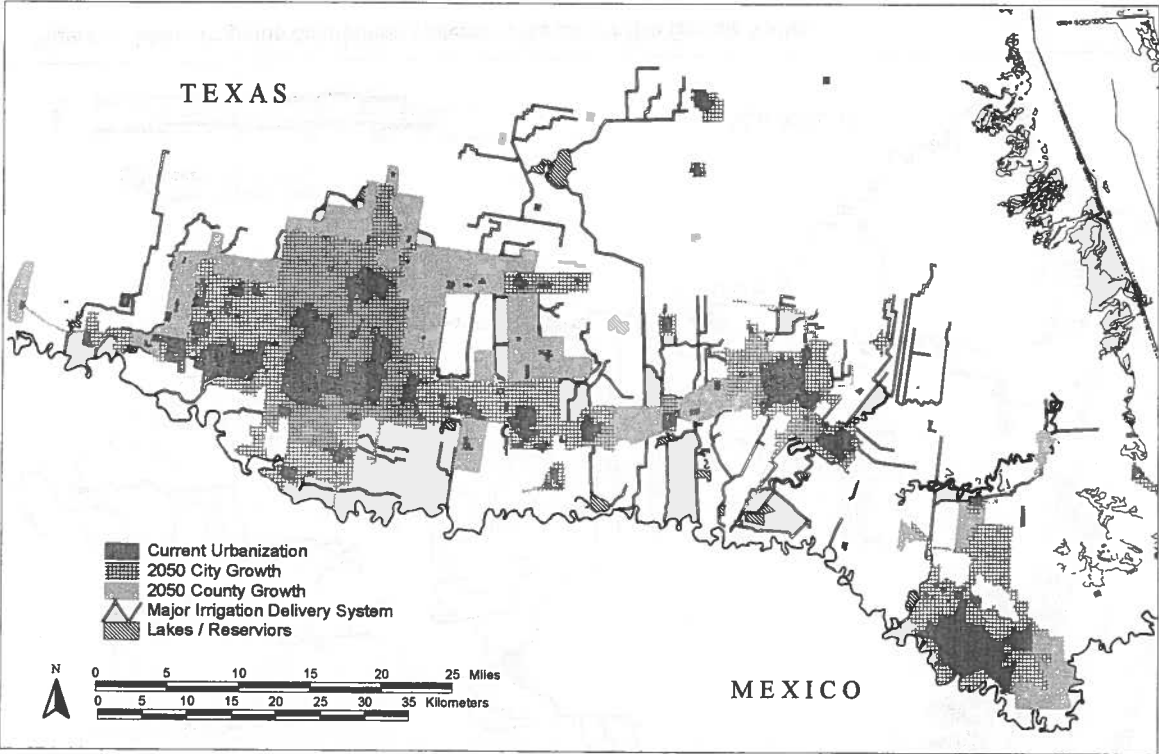 TEXAS
Current Urbanization
2050 City Growth
2050 County Growth
Major Irrigation Delivery System
Lakes / Reserviors
N
0 5 10 15 20 25 Miles
0 5 10 15 20 25 30 35 Kilometers
MEXICO